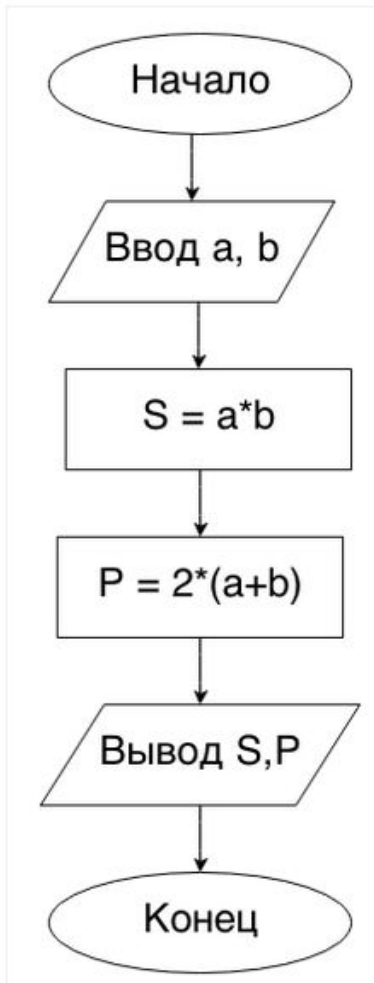 Начало
Ввод a, b
S = a*b
P = 2*(a+b)
Вывод S,P
Конец